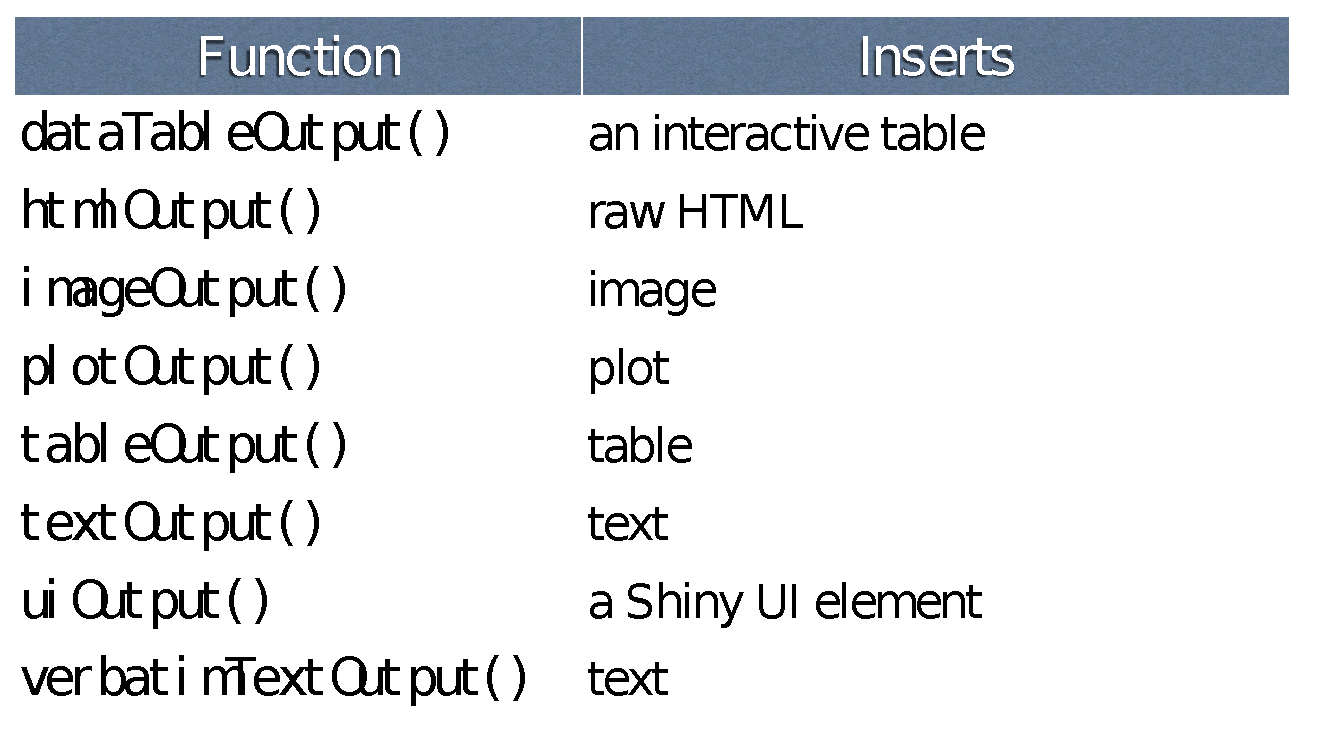 Function Inserts
dataTableOutput() an interactive table
htmlOutput() raw HTML
imageOutput() image
plotOutput() plot
tableOutput() table
textOutput() text
uiOutput() a Shiny UI element
verbatimTextOutput() text